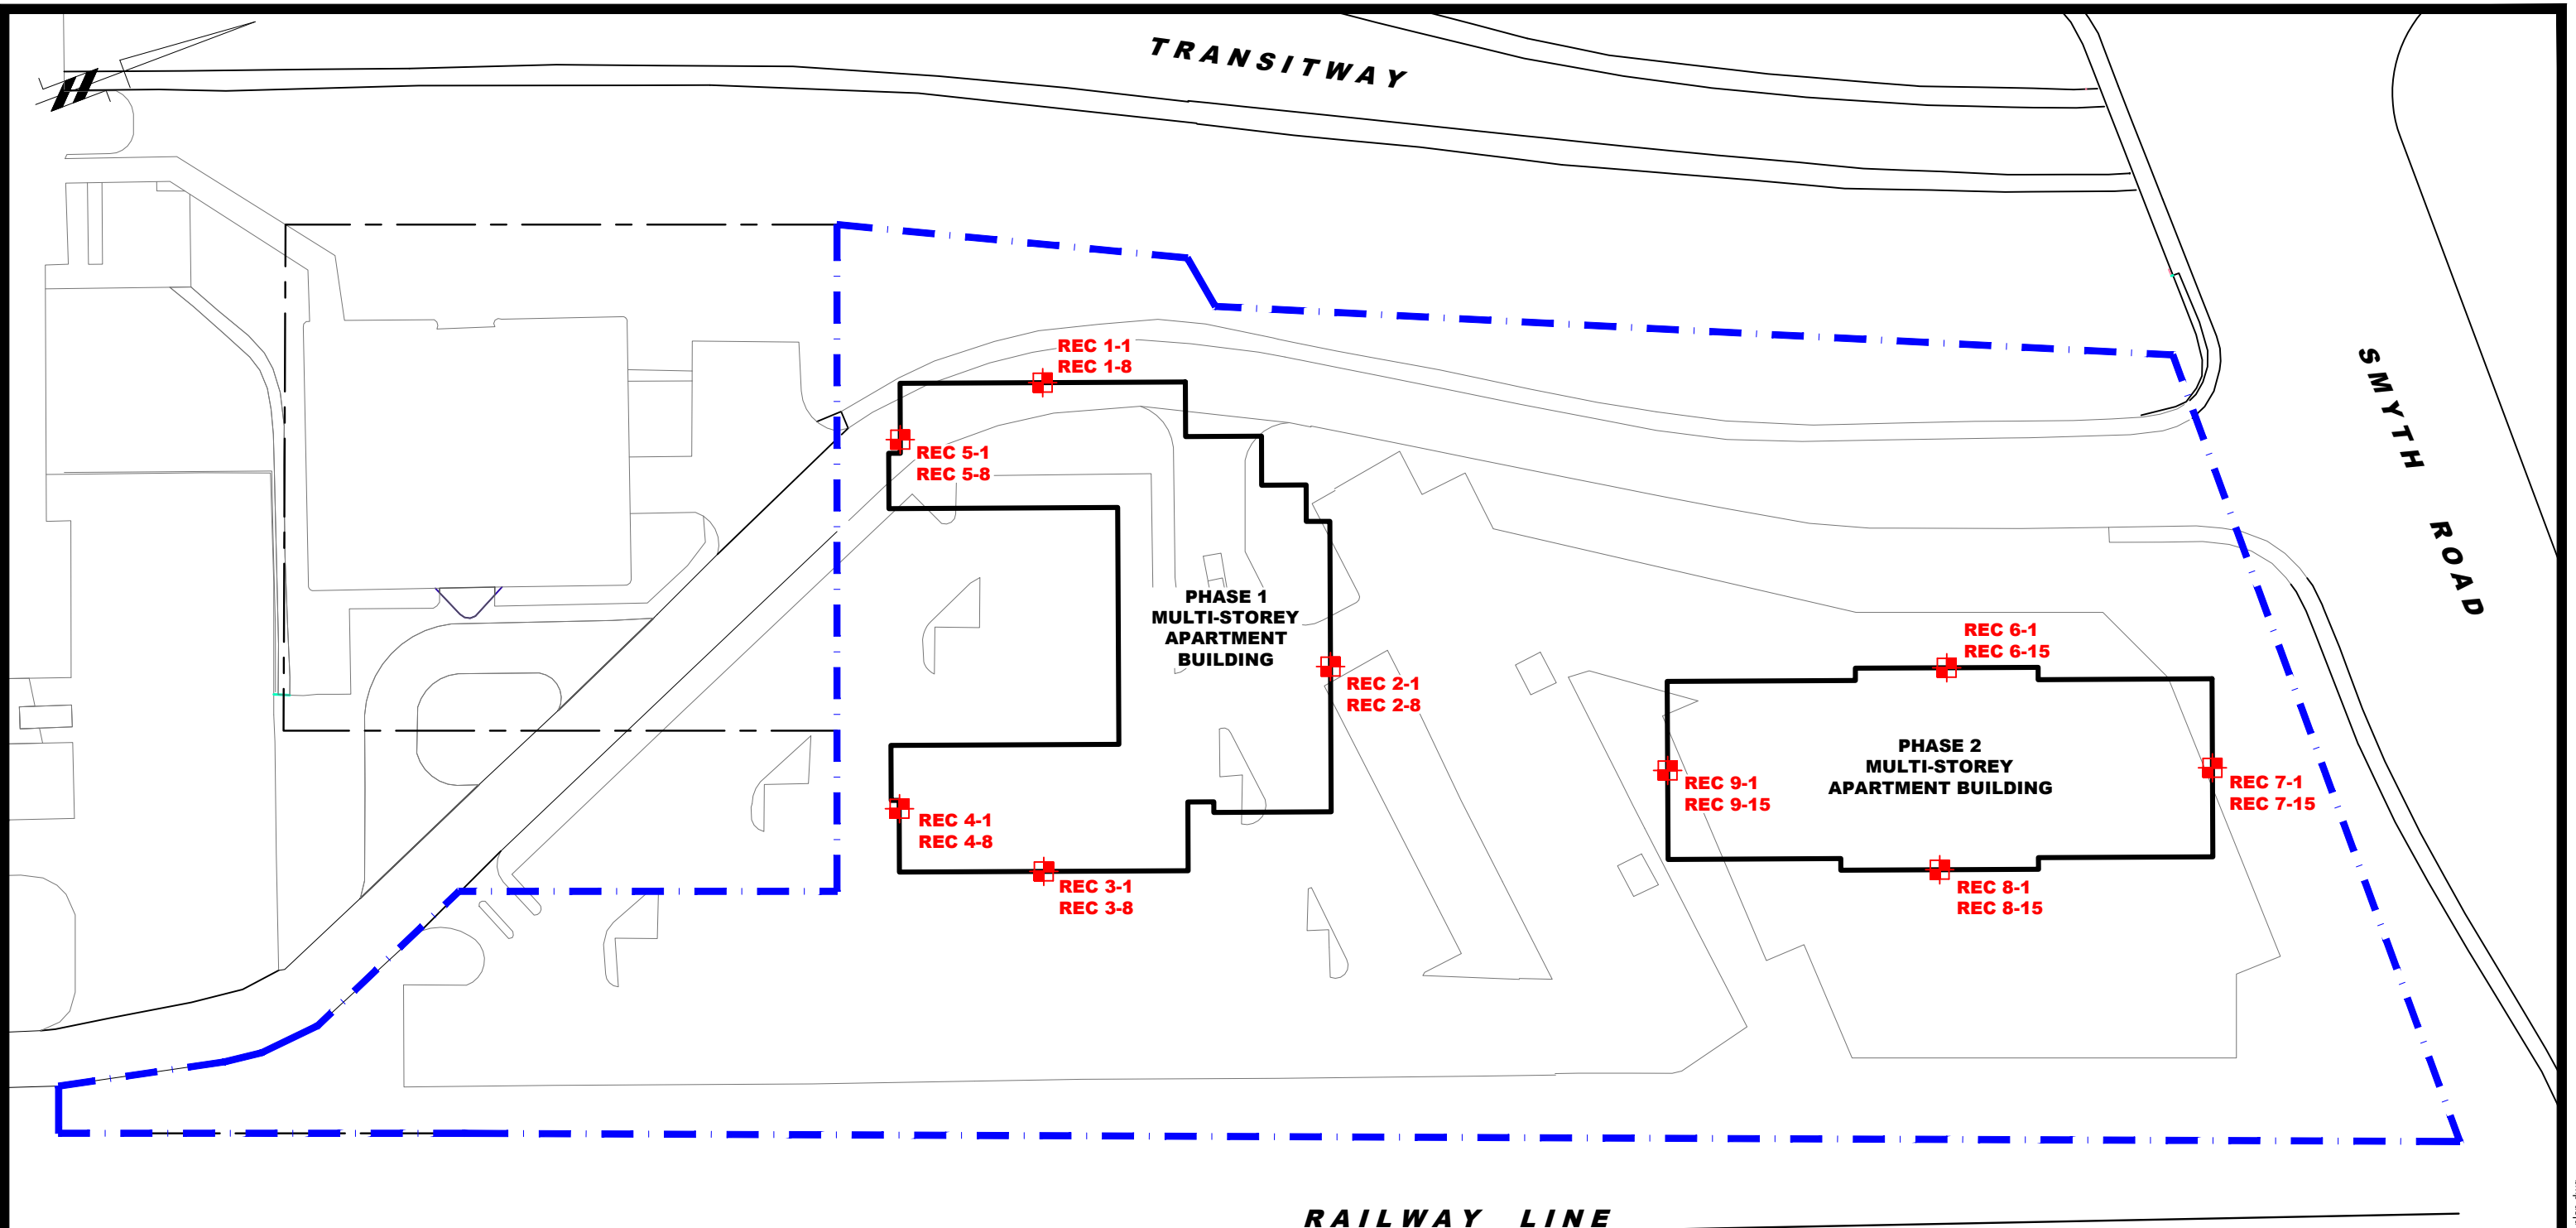 TRANSITWAY
REC 1-1
REC 1-8
SMYTH ROAD
REC 5-1
REC 5-8
PHASE 1
MULTI-STOREY
APARTMENT
BUILDING
REC 2-1
REC 2-8
REC 6-1
REC 6-15
PHASE 2
MULTI-STOREY
APARTMENT BUILDING
REC 9-1
REC 9-15
REC 7-1
REC 7-15
REC 4-1
REC 4-8
REC 3-1
REC 3-8
REC 8-1
REC 8-15
RAILWAY LINE